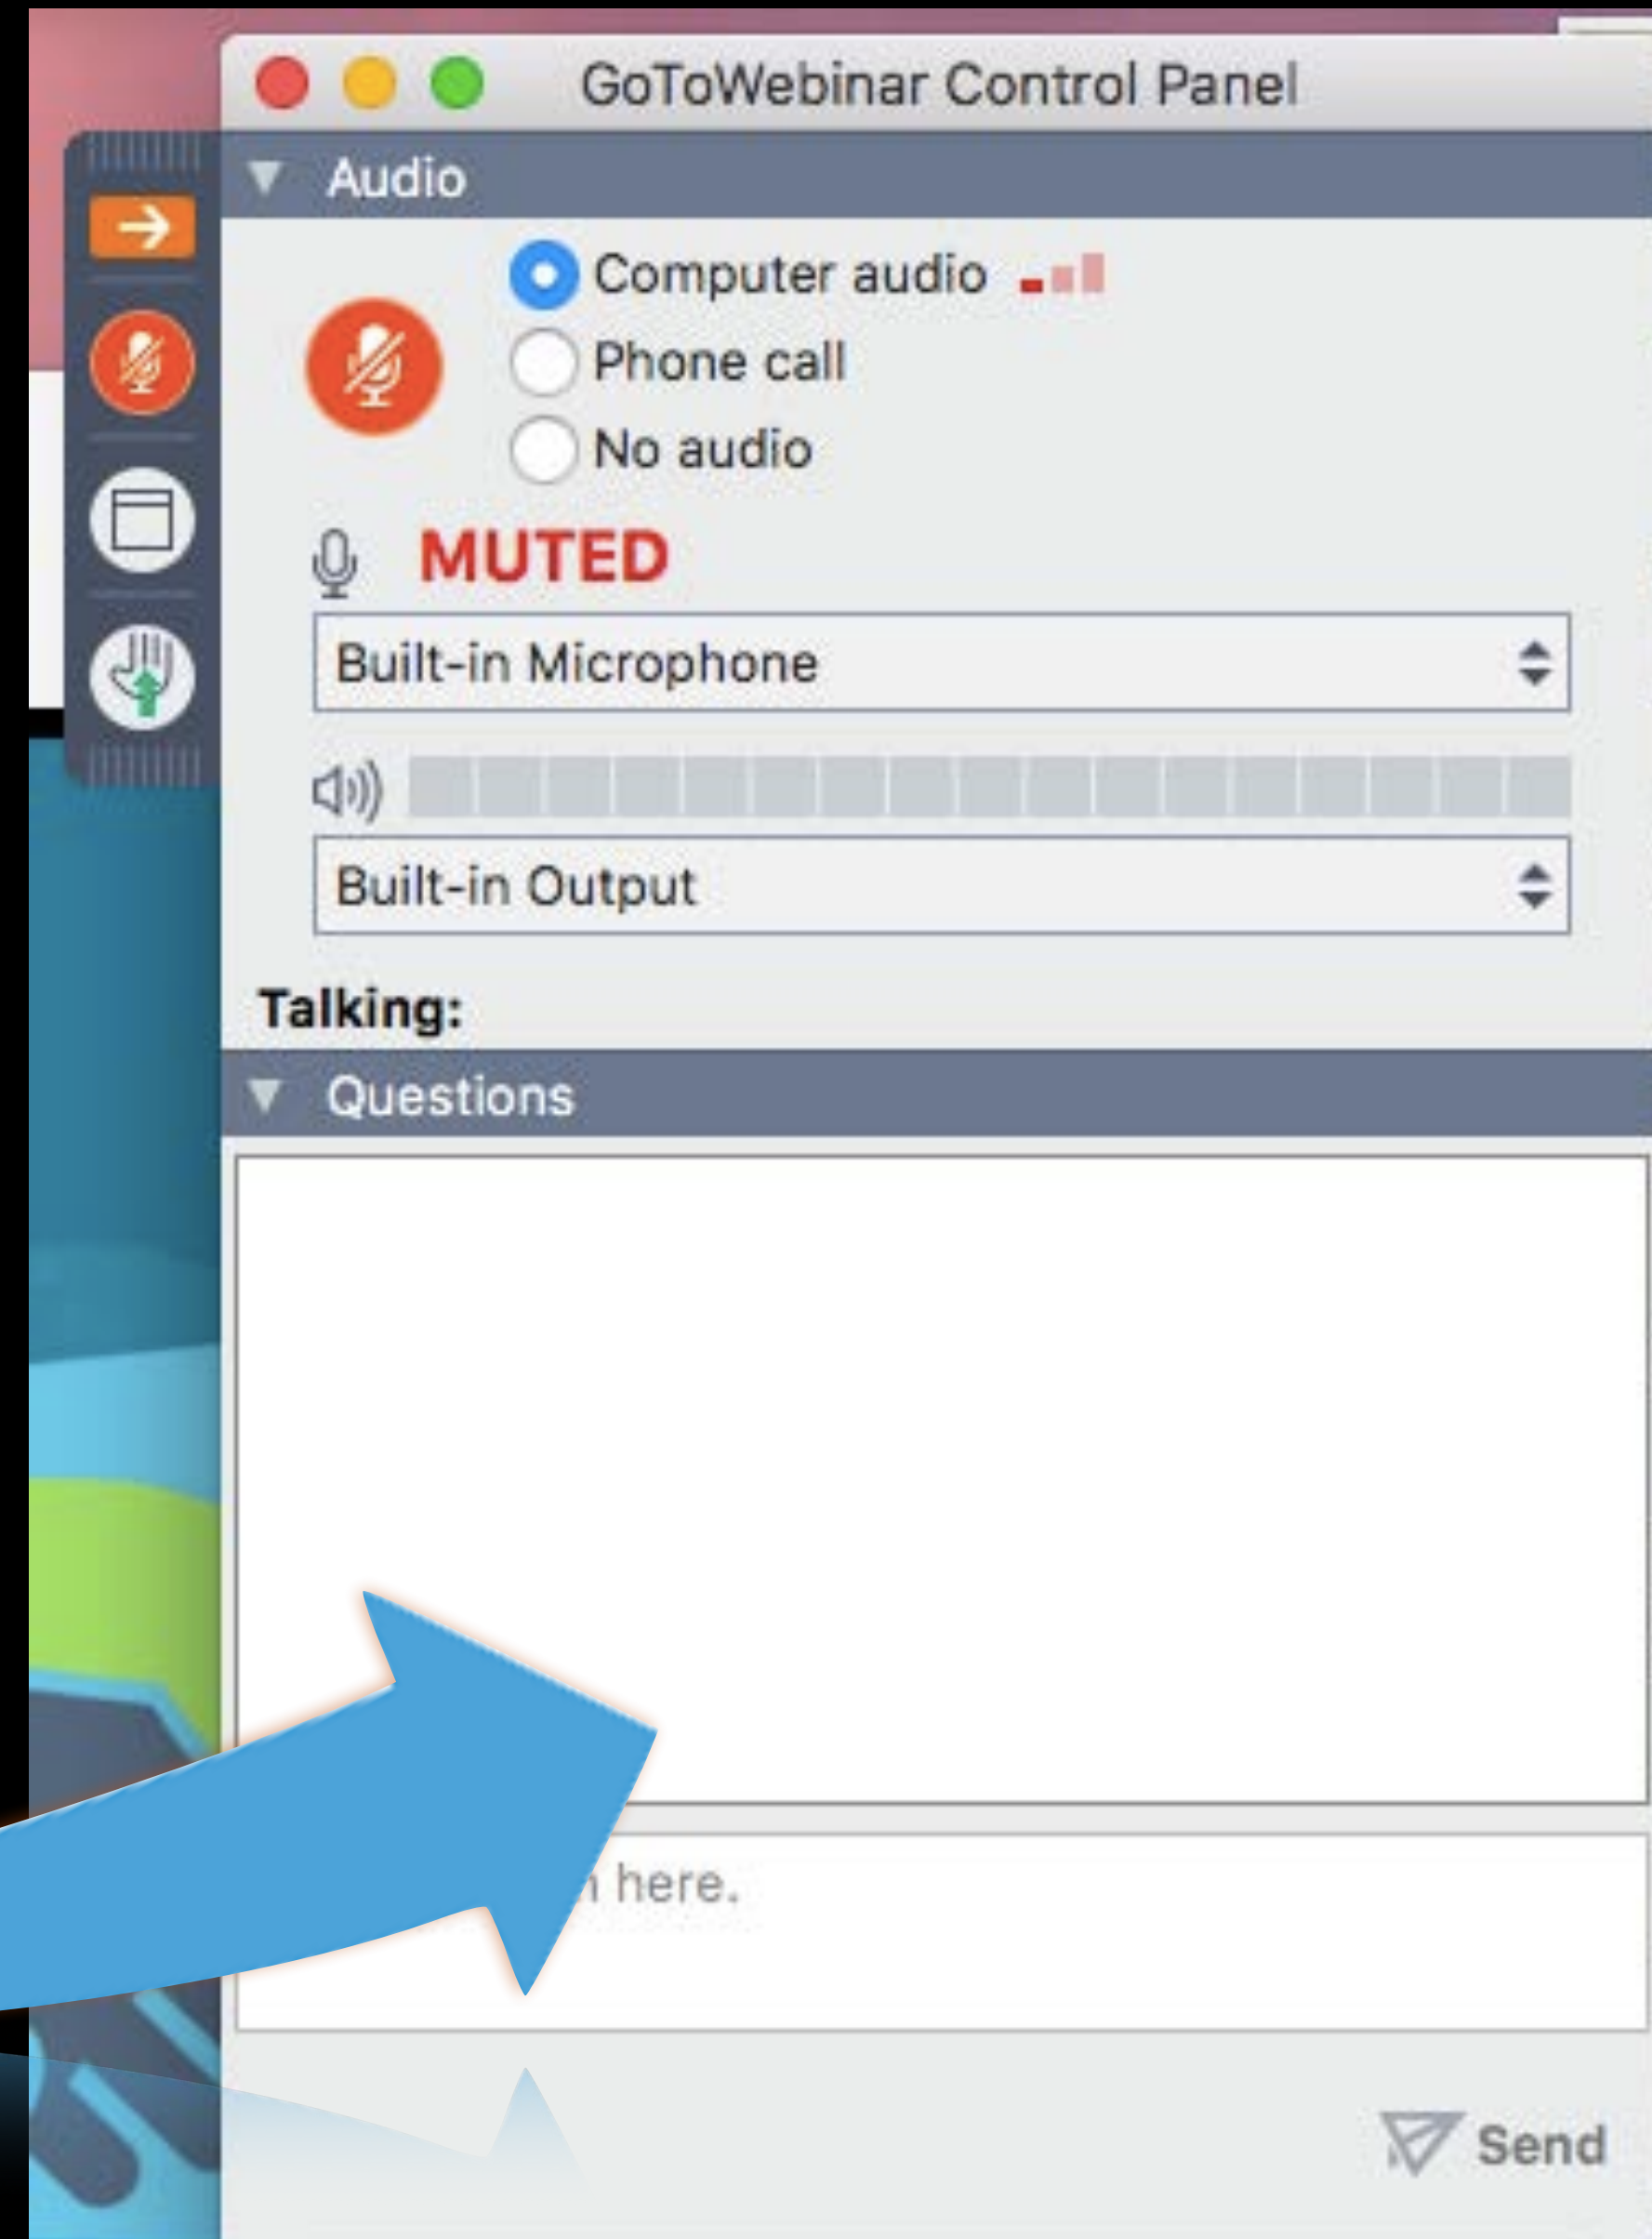 GoToWebinar Control Panel
Audio
Computer audio
Phone call
No audio
MUTED
Built-in Microphone
Built-in Output
Talking:
Questions
here.
Send